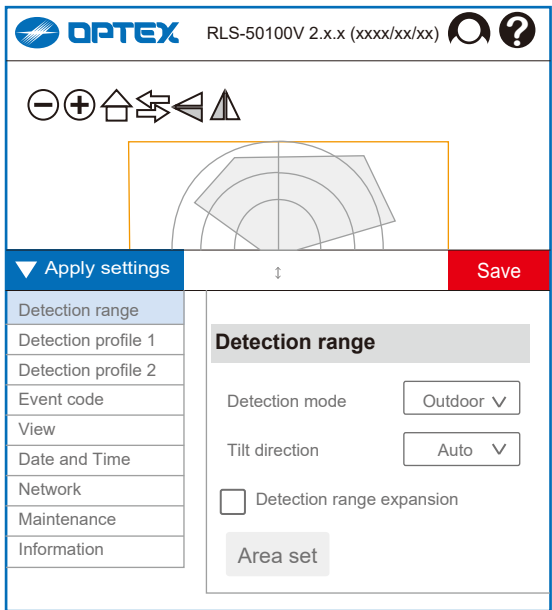 OPTEX RLS-50100V 2.x.x (xxxx/xx/xx) ?
Apply settings Save
Detection range
Detection profile 1
Detection profile 2
Event code
View
Date and Time
Network
Maintenance
Information
Detection range
Detection mode Outdoor
Tilt direction Auto
Detection range expansion
Area set